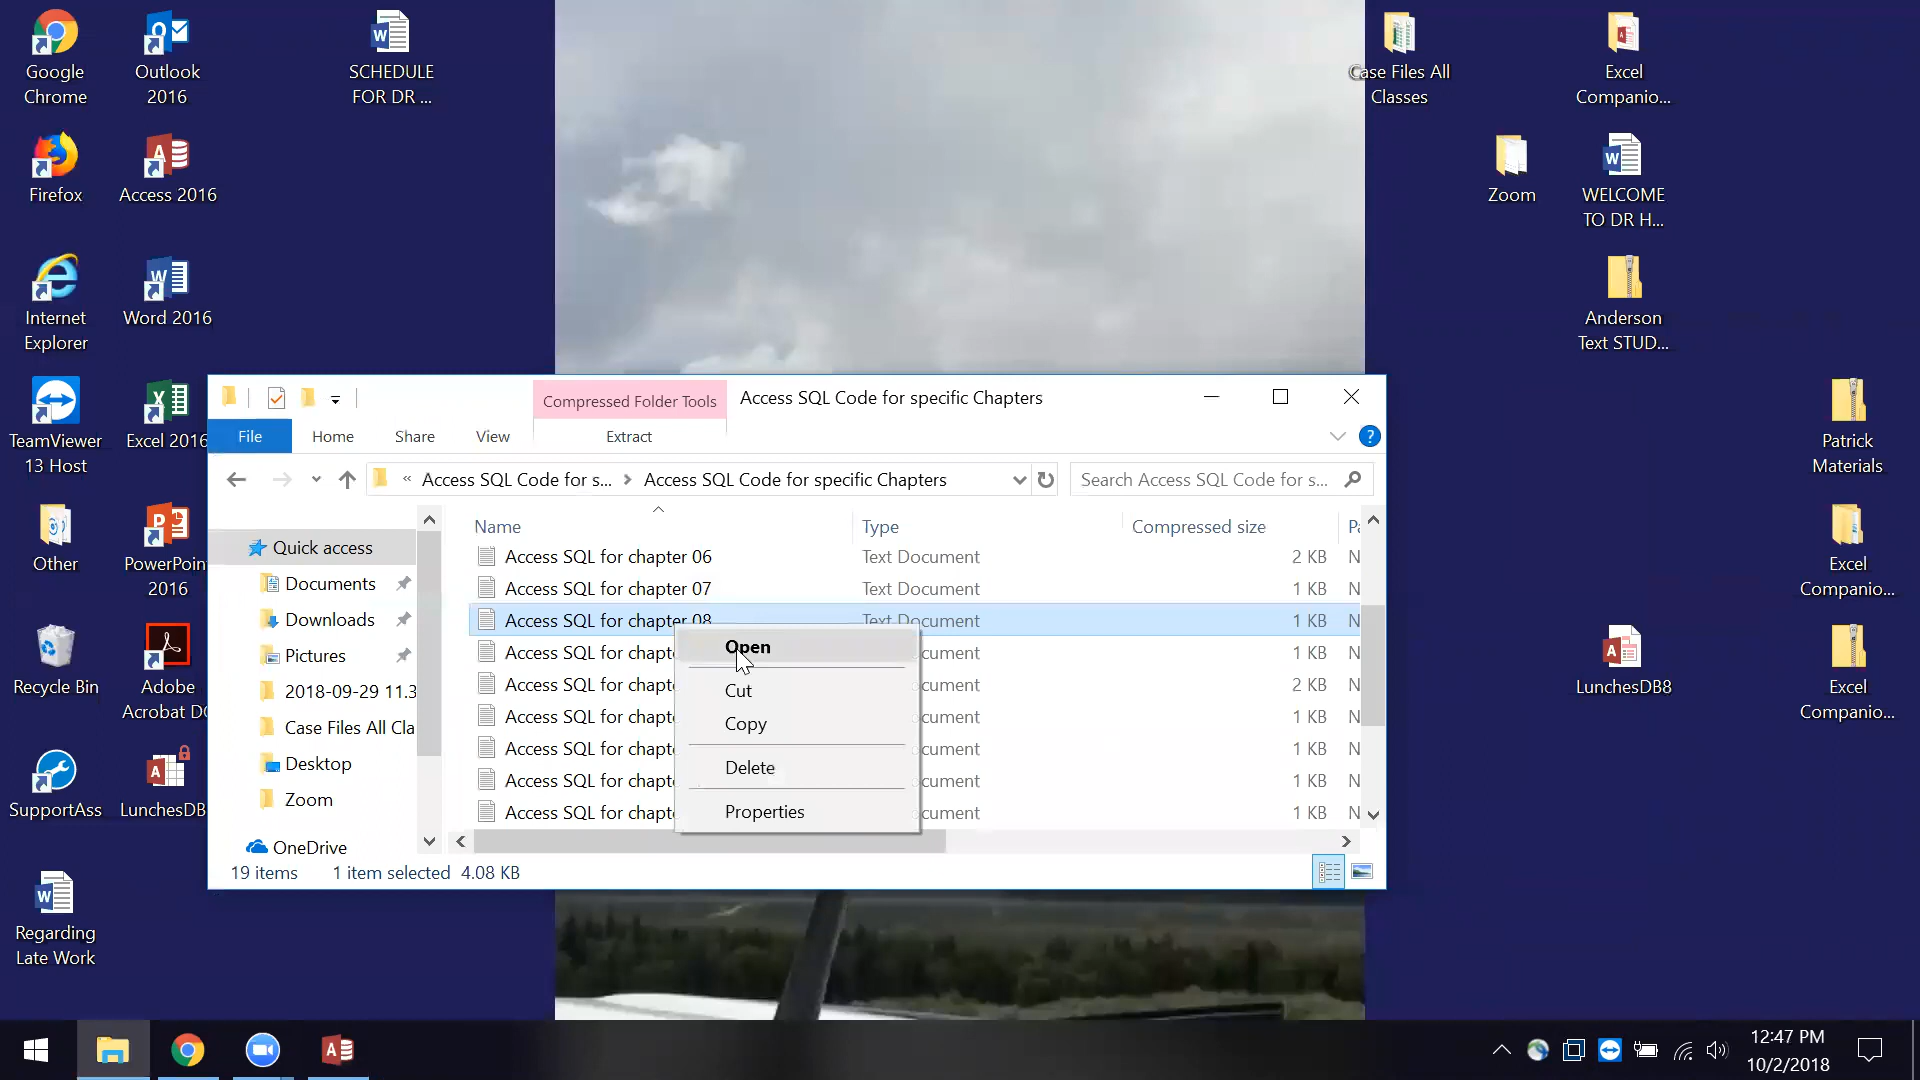 Google
Chrome
Outlook
2016
SCHEDULE
FOR DR ...
Case Files All
Classes
Excel
Companio...
Firefox
Access 2016
Zoom
WELCOME
TO DR H...
Internet
Explorer
Word 2016
Anderson
Text STUD...
TeamViewer
13 Host
Excel 2016
Patrick
Materials
Other
PowerPoin
2016
Excel
Companio...
Recycle Bin
Adobe
Acrobat DC
LunchesDB8
Excel
Companio...
SupportAss
LunchesDB
Regarding
Late Work
Compressed Folder Tools
Access SQL Code for specific Chapters
File
Home
Share
View
Extract
« Access SQL Code for s... > Access SQL Code for specific Chapters
Search Access SQL Code for s...
Quick access
Documents
Downloads
Pictures
2018-09-29 11.3
Case Files All Cla
Desktop
Zoom
OneDrive
Name Type Compressed size Pa
Access SQL for chapter 06 Text Document 2 KB N
Access SQL for chapter 07 Text Document 1 KB N
Access SQL for chapter 08 Text Document 1 KB N
Access SQL for chapte cument 1 KB N
Access SQL for chapte cument 2 KB N
Access SQL for chapte cument 1 KB N
Access SQL for chapte cument 1 KB N
Access SQL for chapte cument 1 KB N
Access SQL for chapte cument 1 KB N
Open
Cut
Copy
Delete
Properties
19 items 1 item selected 4.08 KB
12:47 PM
10/2/2018